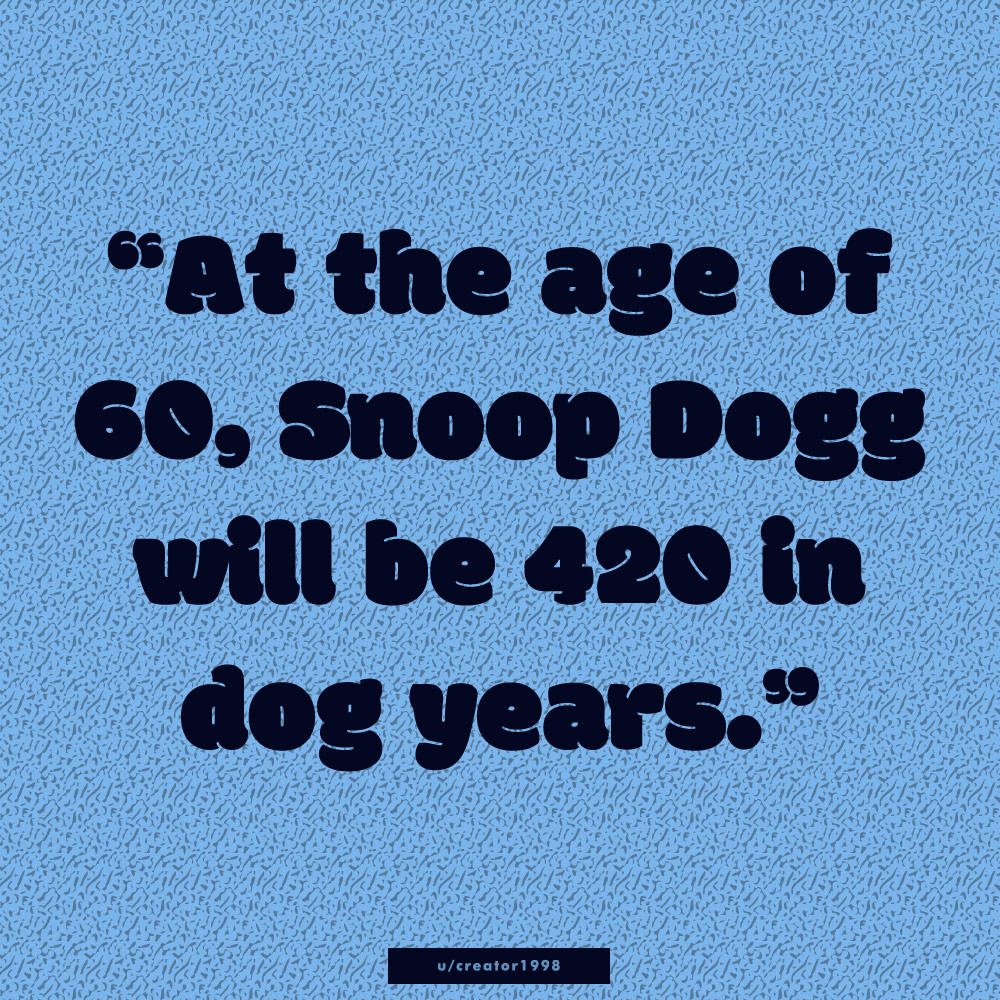 “At the age of
60, Snoop Dogg
will be 420 in
dog years.”
u/creator1998